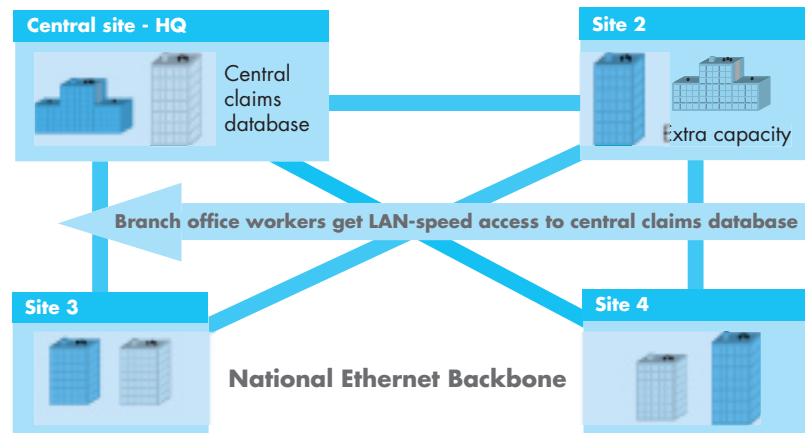 Central site - HQ
Site 2
Central
claims
database
Extra capacity
Branch office workers get LAN-speed access to central claims database
Site 3
Site 4
National Ethernet Backbone